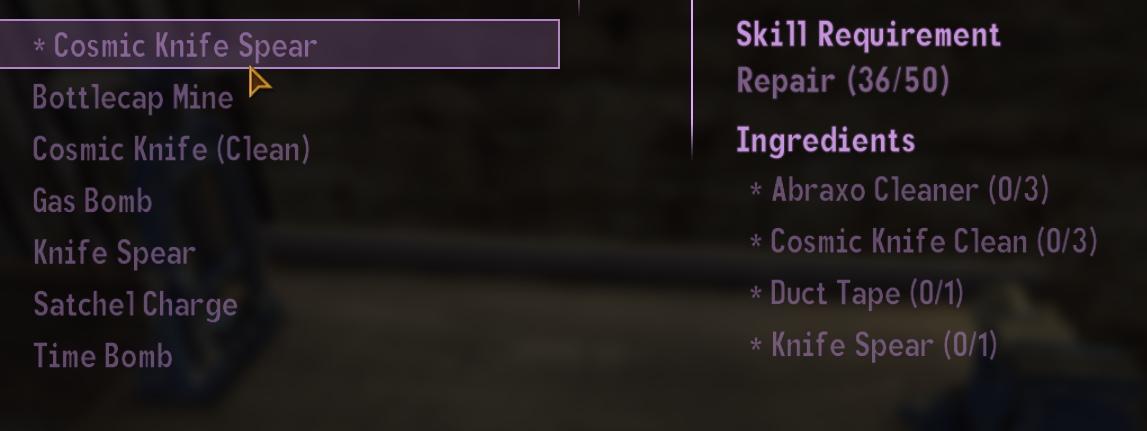 * Cosmic Knife Spear
Bottlecap Mine
Cosmic Knife (Clean)
Gas Bomb
Knife Spear
Satchel Charge
Time Bomb
Skill Requirement
Repair (36/50)
Ingredients
* Abraxo Cleaner (0/3)
* Cosmic Knife Clean (0/3)
* Duct Tape (0/1)
* Knife Spear (0/1)